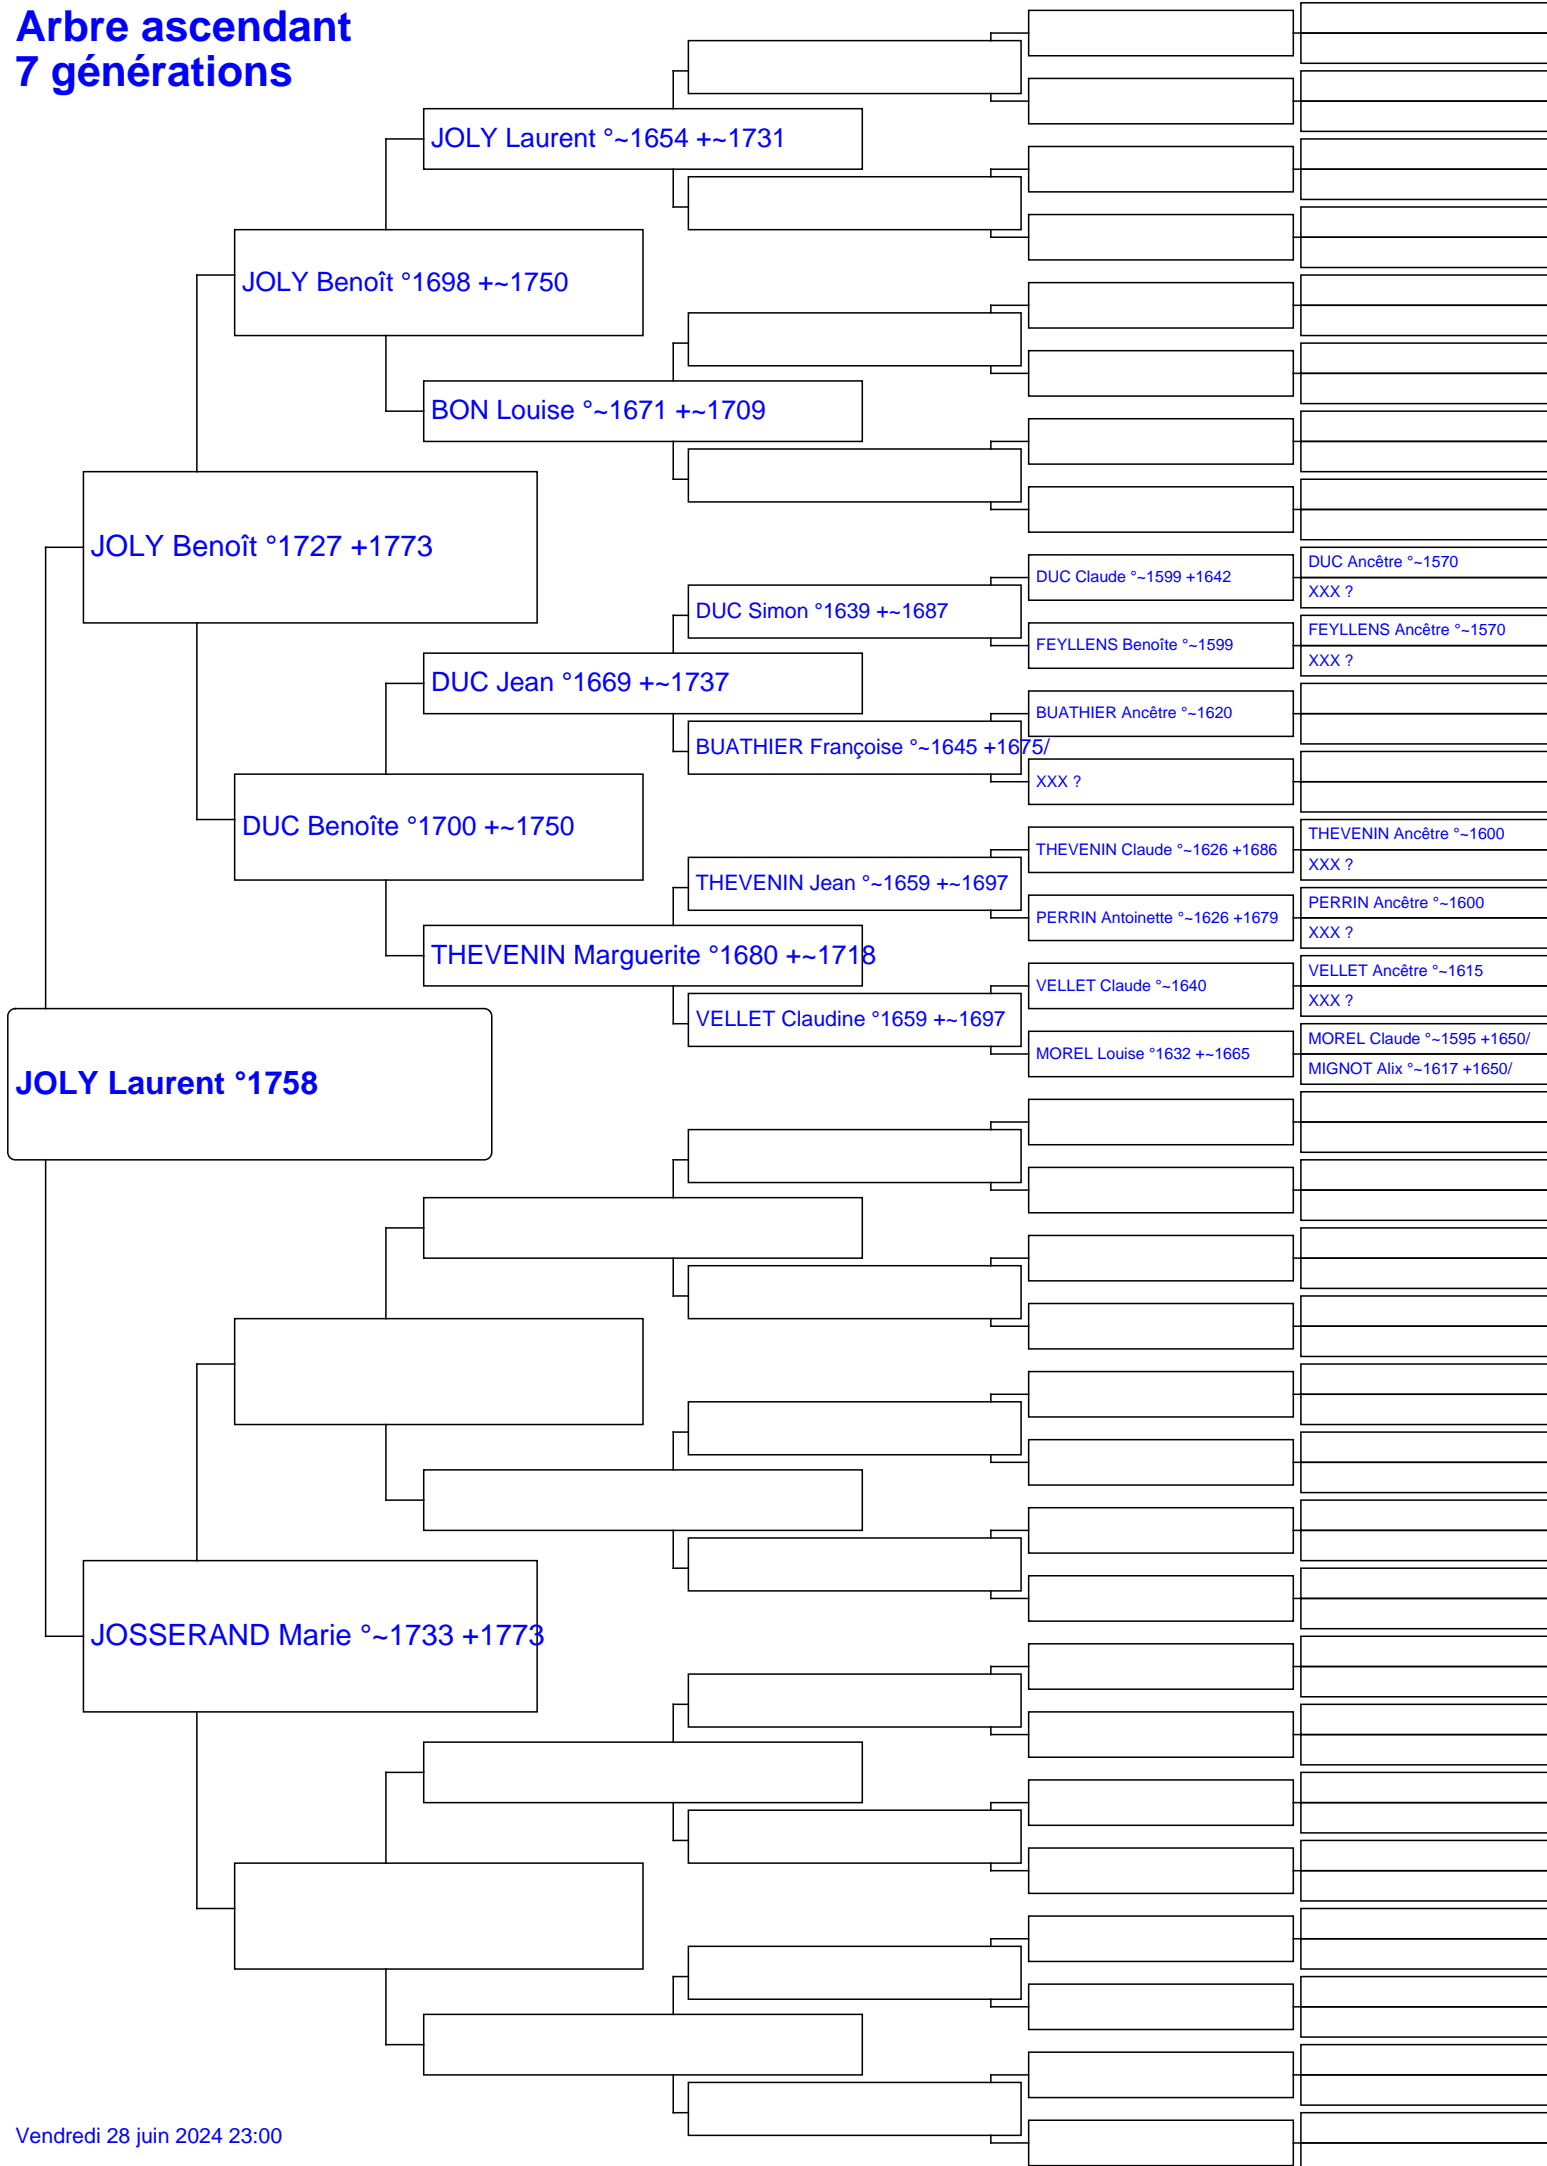 Arbre ascendant
7 générations
JOLY Laurent °~1654 +~1731
JOLY Benoît °1698 +~1750
BON Louise °~1671 +~1709
JOLY Benoît °1727 +1773
DUC Claude °~1599 +1642
DUC Ancêtre °~1570
XXX ?
DUC Simon °1639 +~1687
FEYLLENS Benoîte °~1599
FEYLLENS Ancêtre °~1570
XXX ?
DUC Jean °1669 +~1737
BUATHIER Ancêtre °~1620
BUATHIER Françoise °~1645 +1675/
XXX ?
DUC Benoîte °1700 +~1750
THEVENIN Claude °~1626 +1686
THEVENIN Ancêtre °~1600
XXX ?
THEVENIN Jean °~1659 +~1697
PERRIN Antoinette °~1626 +1679
PERRIN Ancêtre °~1600
XXX ?
THEVENIN Marguerite °1680 +~1718
VELLET Claude °~1640
VELLET Ancêtre °~1615
XXX ?
VELLET Claudine °1659 +~1697
MOREL Louise °1632 +~1665
MOREL Claude °~1595 +1650/
MIGNOT Alix °~1617 +1650/
JOLY Laurent °1758
JOSSERAND Marie °~1733 +1773
Vendredi 28 juin 2024 23:00